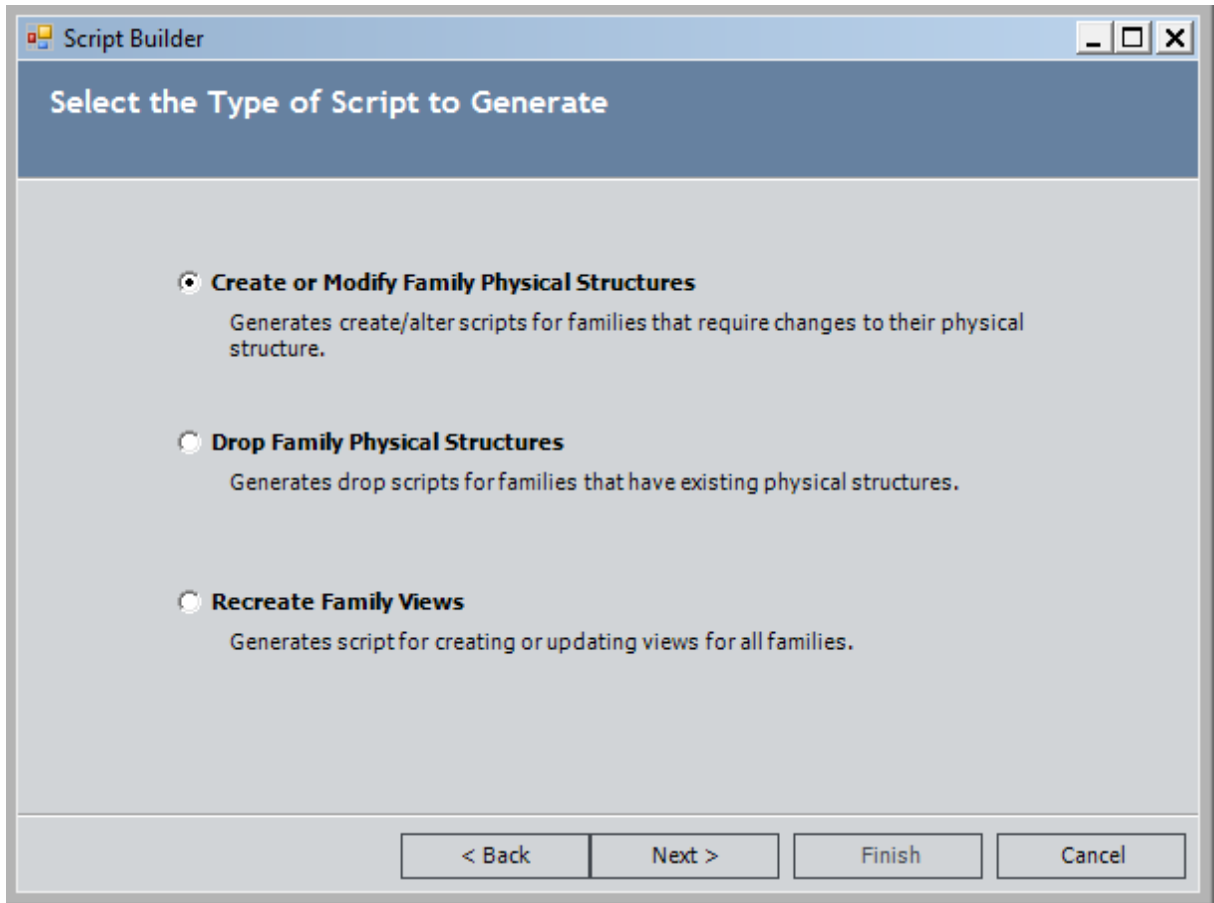 Script Builder
Select the Type of Script to Generate
Create or Modify Family Physical Structures
Generates create/alter scripts for families that require changes to their physical
structure.
Drop Family Physical Structures
Generates drop scripts for families that have existing physical structures.
Recreate Family Views
Generates script for creating or updating views for all families.
< Back Next > Finish Cancel